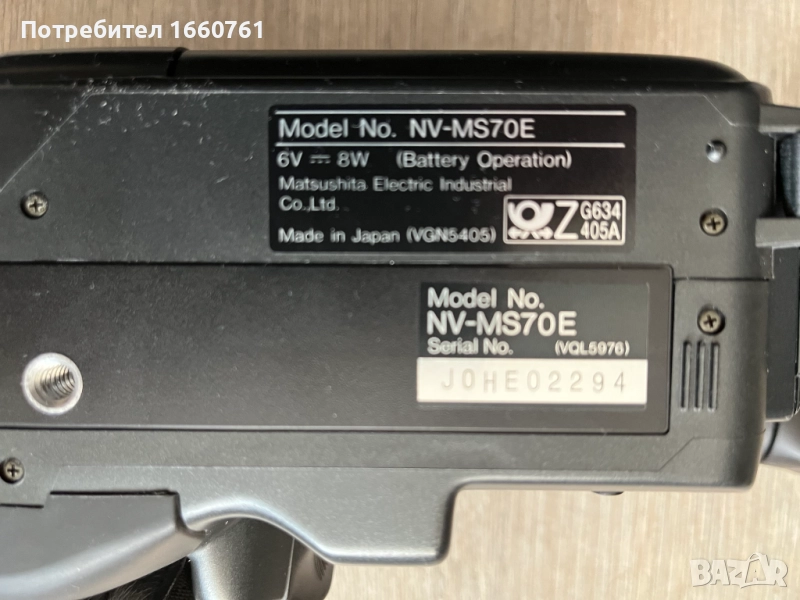 Потребител 1660761
Model No. NV-MS70E
6V ⎓ 8W (Battery Operation)
Matsushita Electric Industrial
Co.,Ltd.
Made in Japan (VGN5405)
Z G634
405A
Model No.
NV-MS70E
Serial No. (VQL5976)
J0HE02294
BAZAR